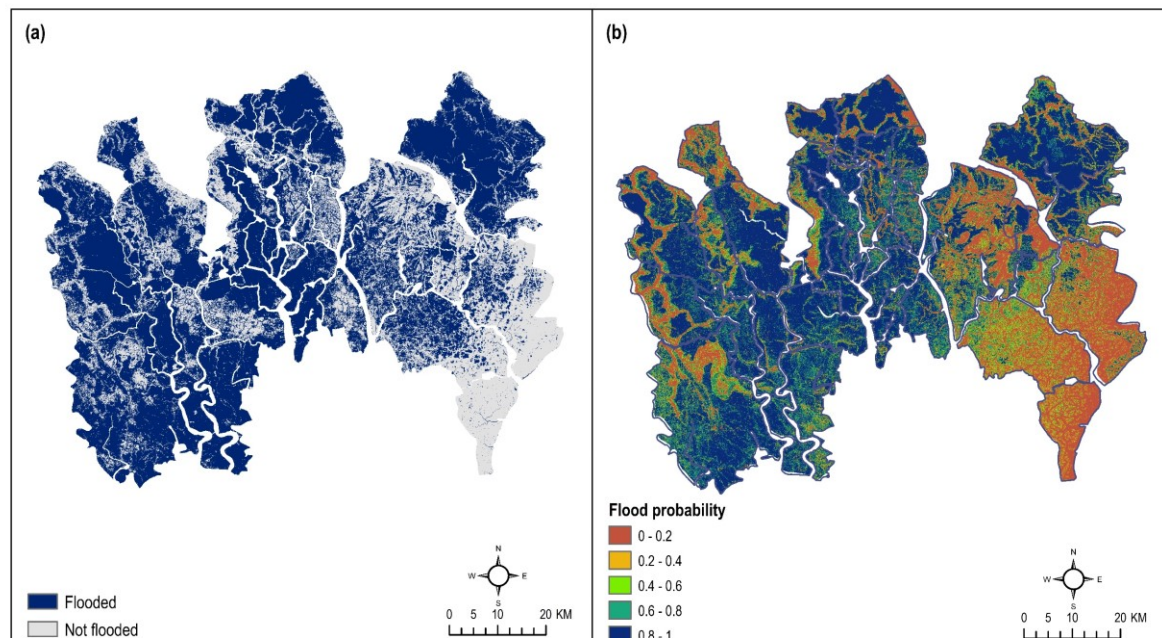 (a)
(b)
Flood probability
0 - 0.2
0.2 - 0.4
0.4 - 0.6
0.6 - 0.8
0.8 - 1
Flooded
Not flooded
N
W E
S
0 5 10 20 KM
N
W E
S
0 5 10 20 KM